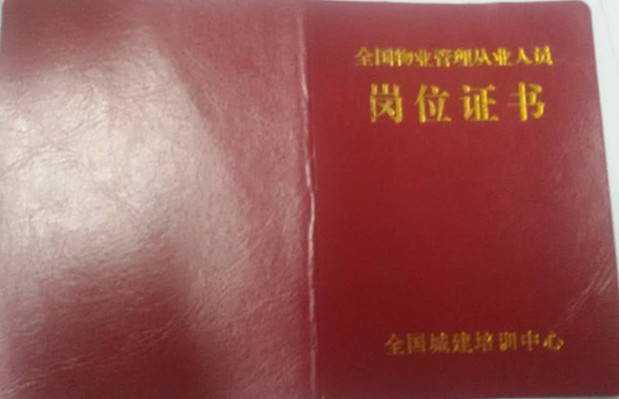 全国物业管理从业人员
岗位证书
全国城建培训中心